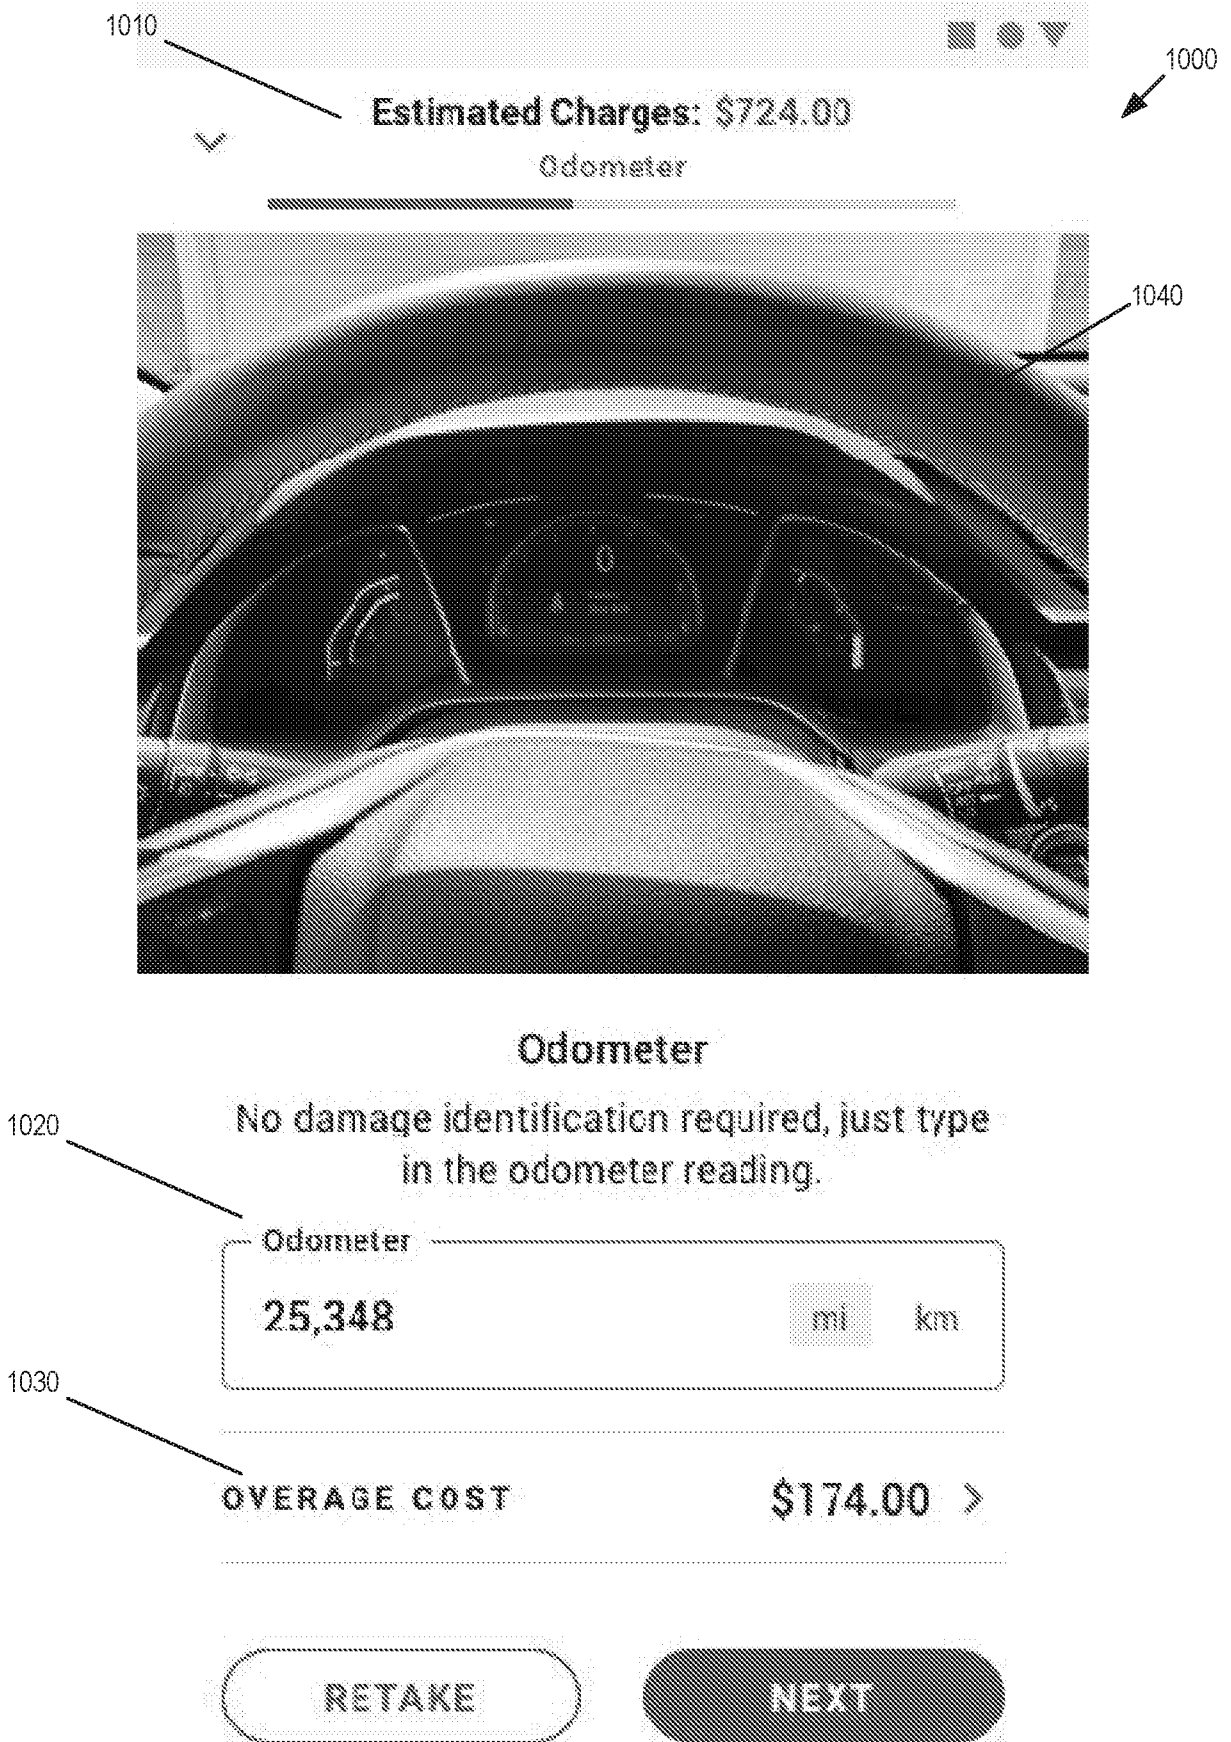 1010
1000
Estimated Charges: $724.00
Odometer
1040
0
Odometer
No damage identification required, just type
in the odometer reading.
1020
Odometer
25,348 mi km
1030
OVERAGE COST $174.00
RETAKE NEXT